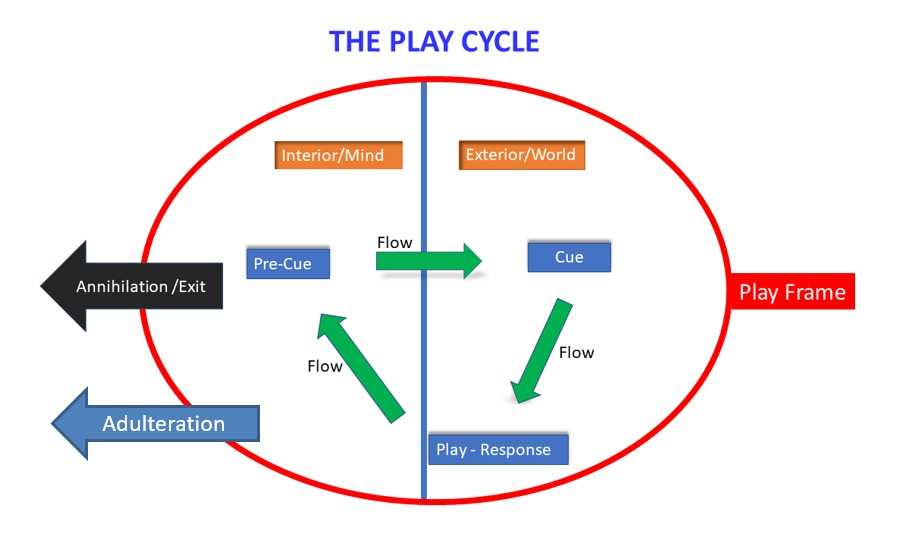 THE PLAY CYCLE
Interior/Mind
Exterior/World
Flow
Pre-Cue
Cue
Annihilation /Exit
Play Frame
Flow
Flow
Adulteration
Play - Response